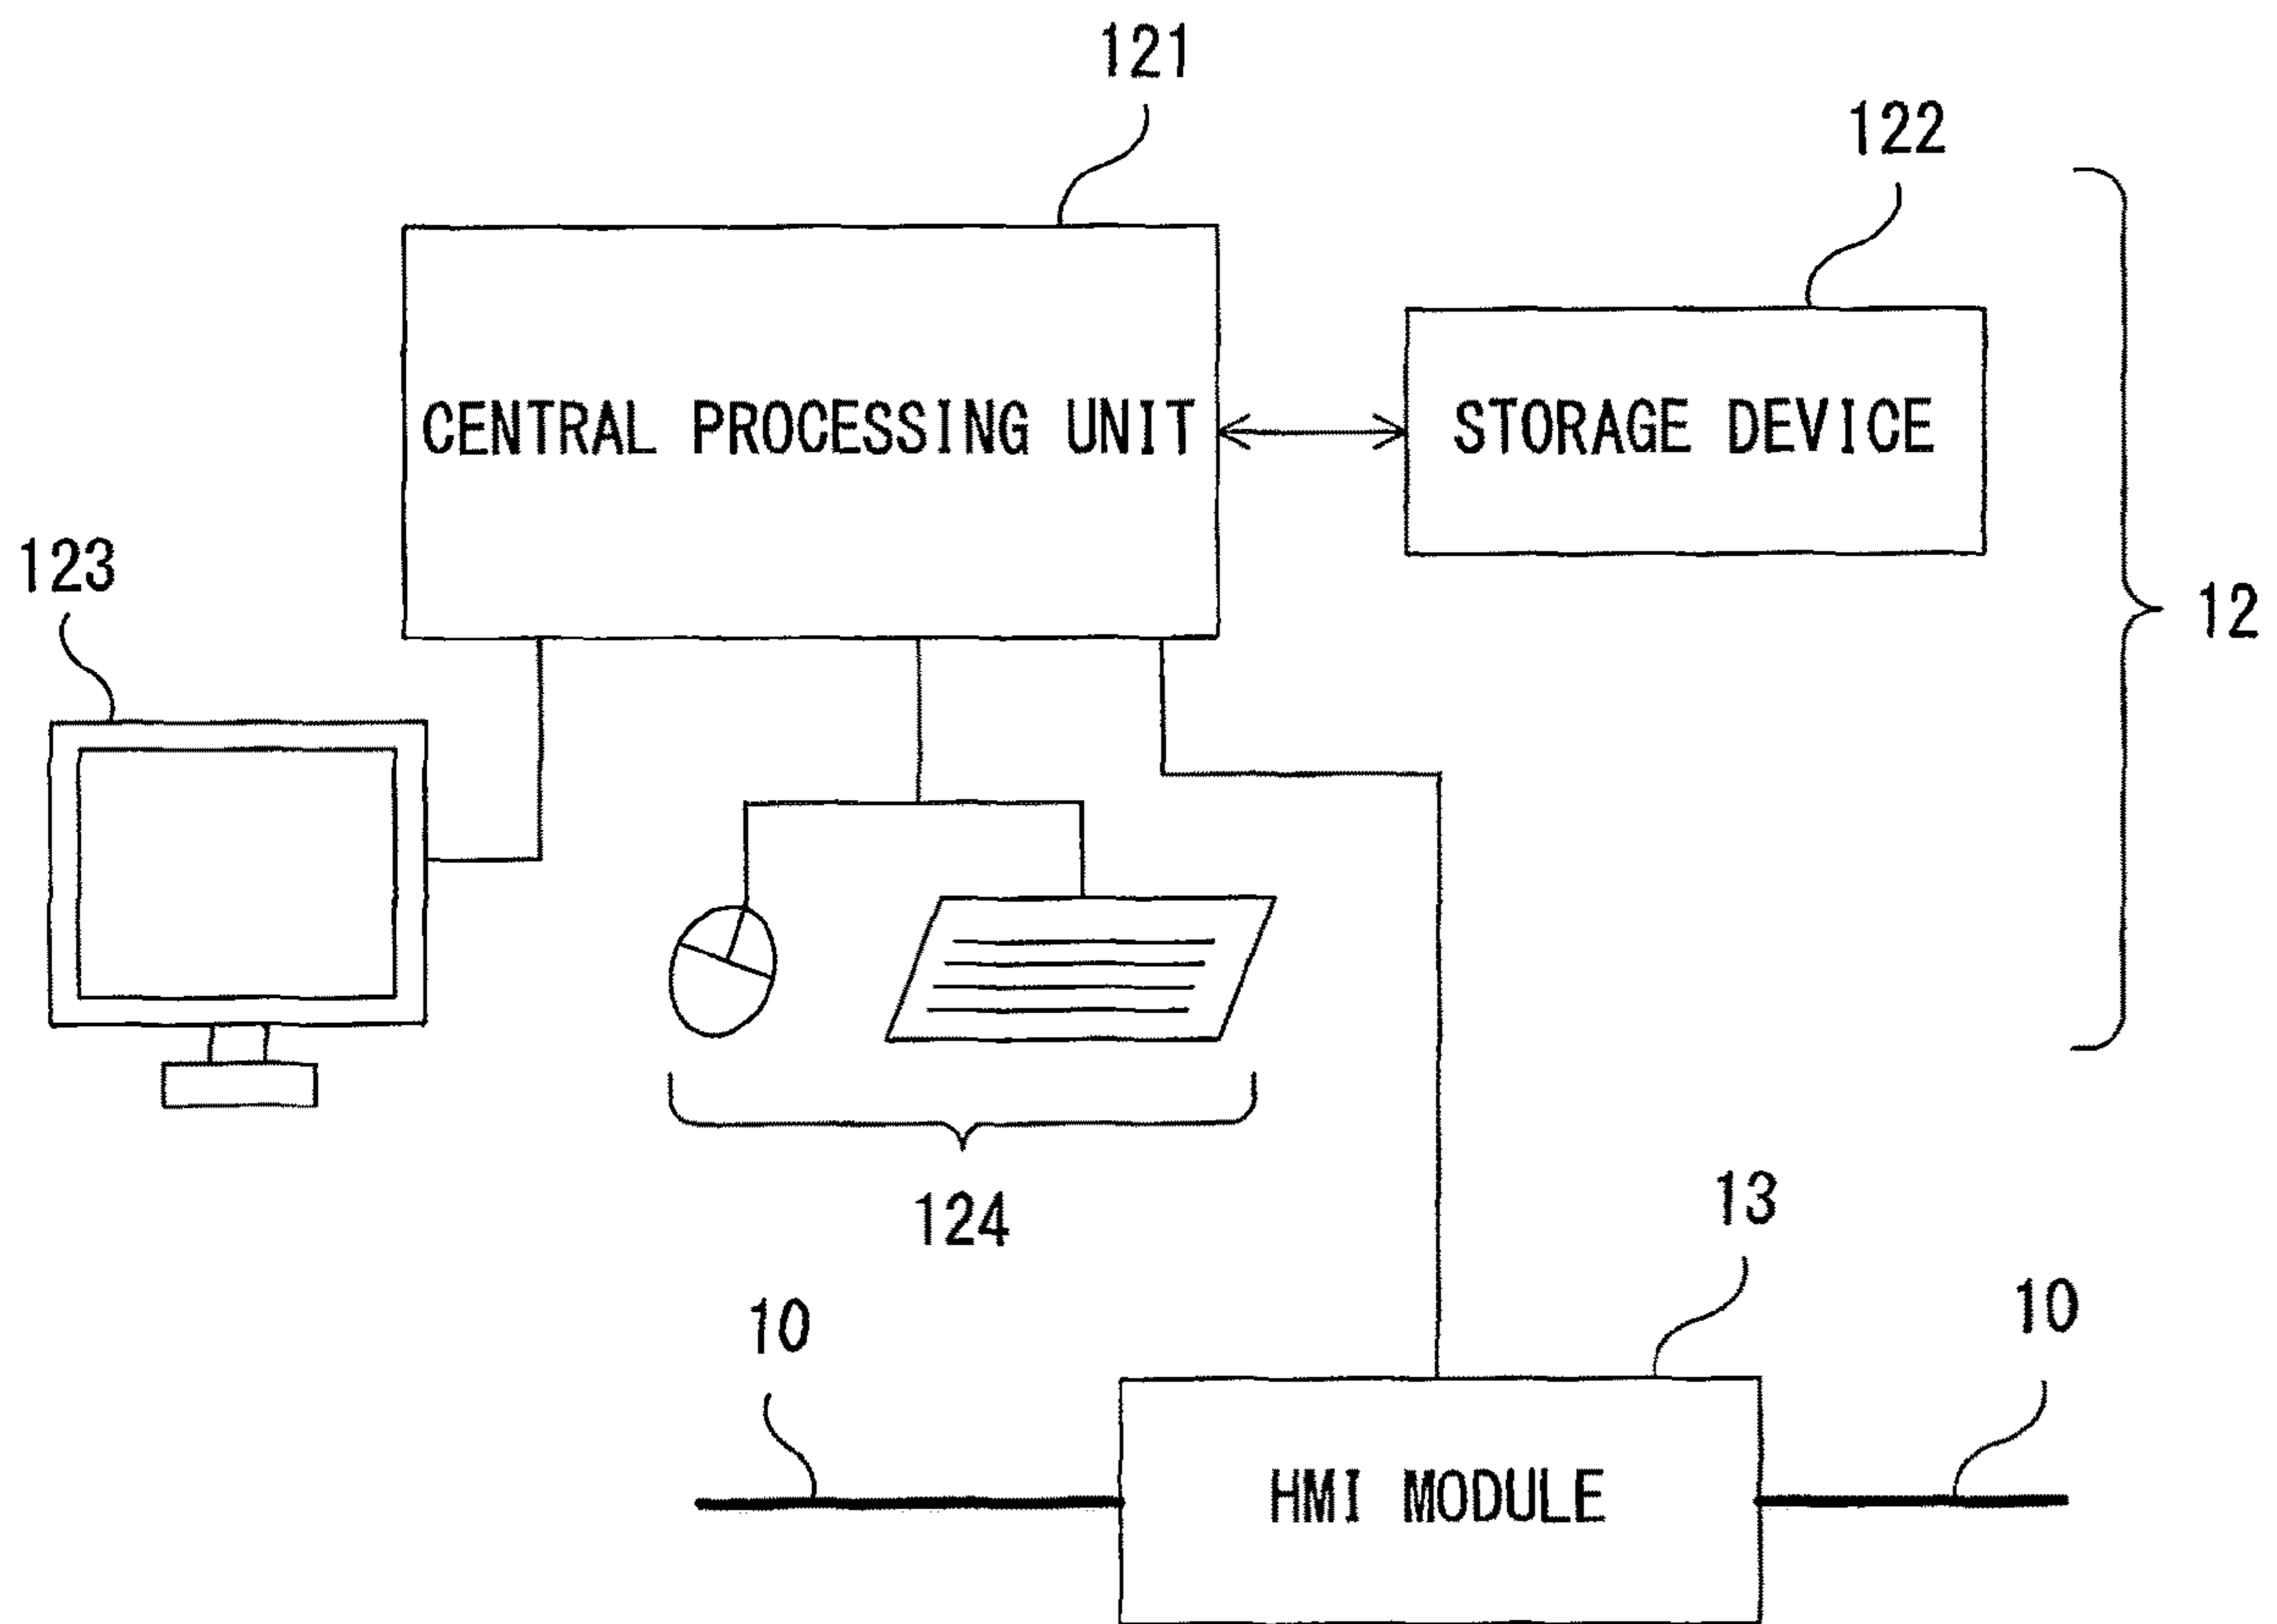 121
122
CENTRAL PROCESSING UNIT
STORAGE DEVICE
123
12
124
13
10
10
HMI MODULE